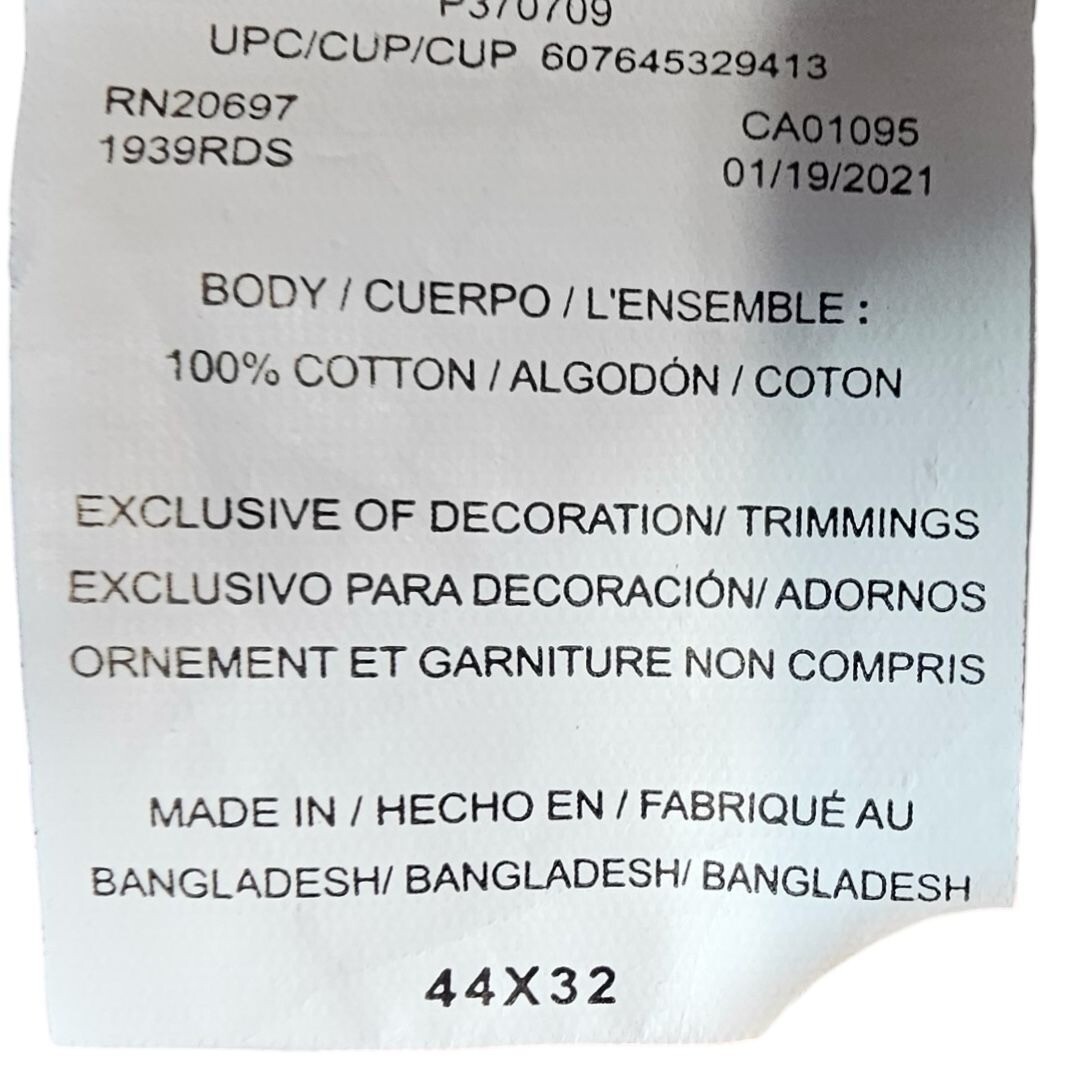 P370709
UPC/CUP/CUP 607645329413
RN20697
1939RDS
CA01095
01/19/2021
BODY / CUERPO / L'ENSEMBLE :
100% COTTON / ALGODÓN / COTON
EXCLUSIVE OF DECORATION/ TRIMMINGS
EXCLUSIVO PARA DECORACIÓN/ ADORNOS
ORNEMENT ET GARNITURE NON COMPRIS
MADE IN / HECHO EN / FABRIQUÉ AU
BANGLADESH/ BANGLADESH/ BANGLADESH
44X32